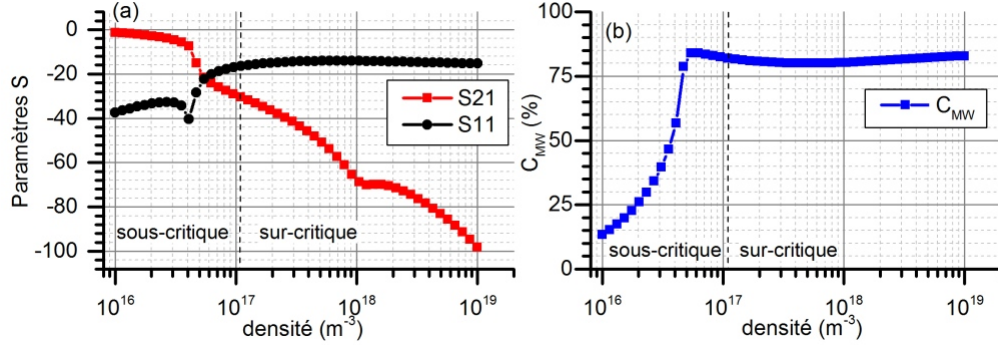 (a)
0
-20
-40
-60
-80
-100
Paramètres S
S21
S11
sous-critique
sur-critique
10^16
10^17
10^18
10^19
densité (m^-3)
(b)
100
75
50
25
0
C_MW (%)
C_MW
sous-critique
sur-critique
10^16
10^17
10^18
10^19
densité (m^-3)